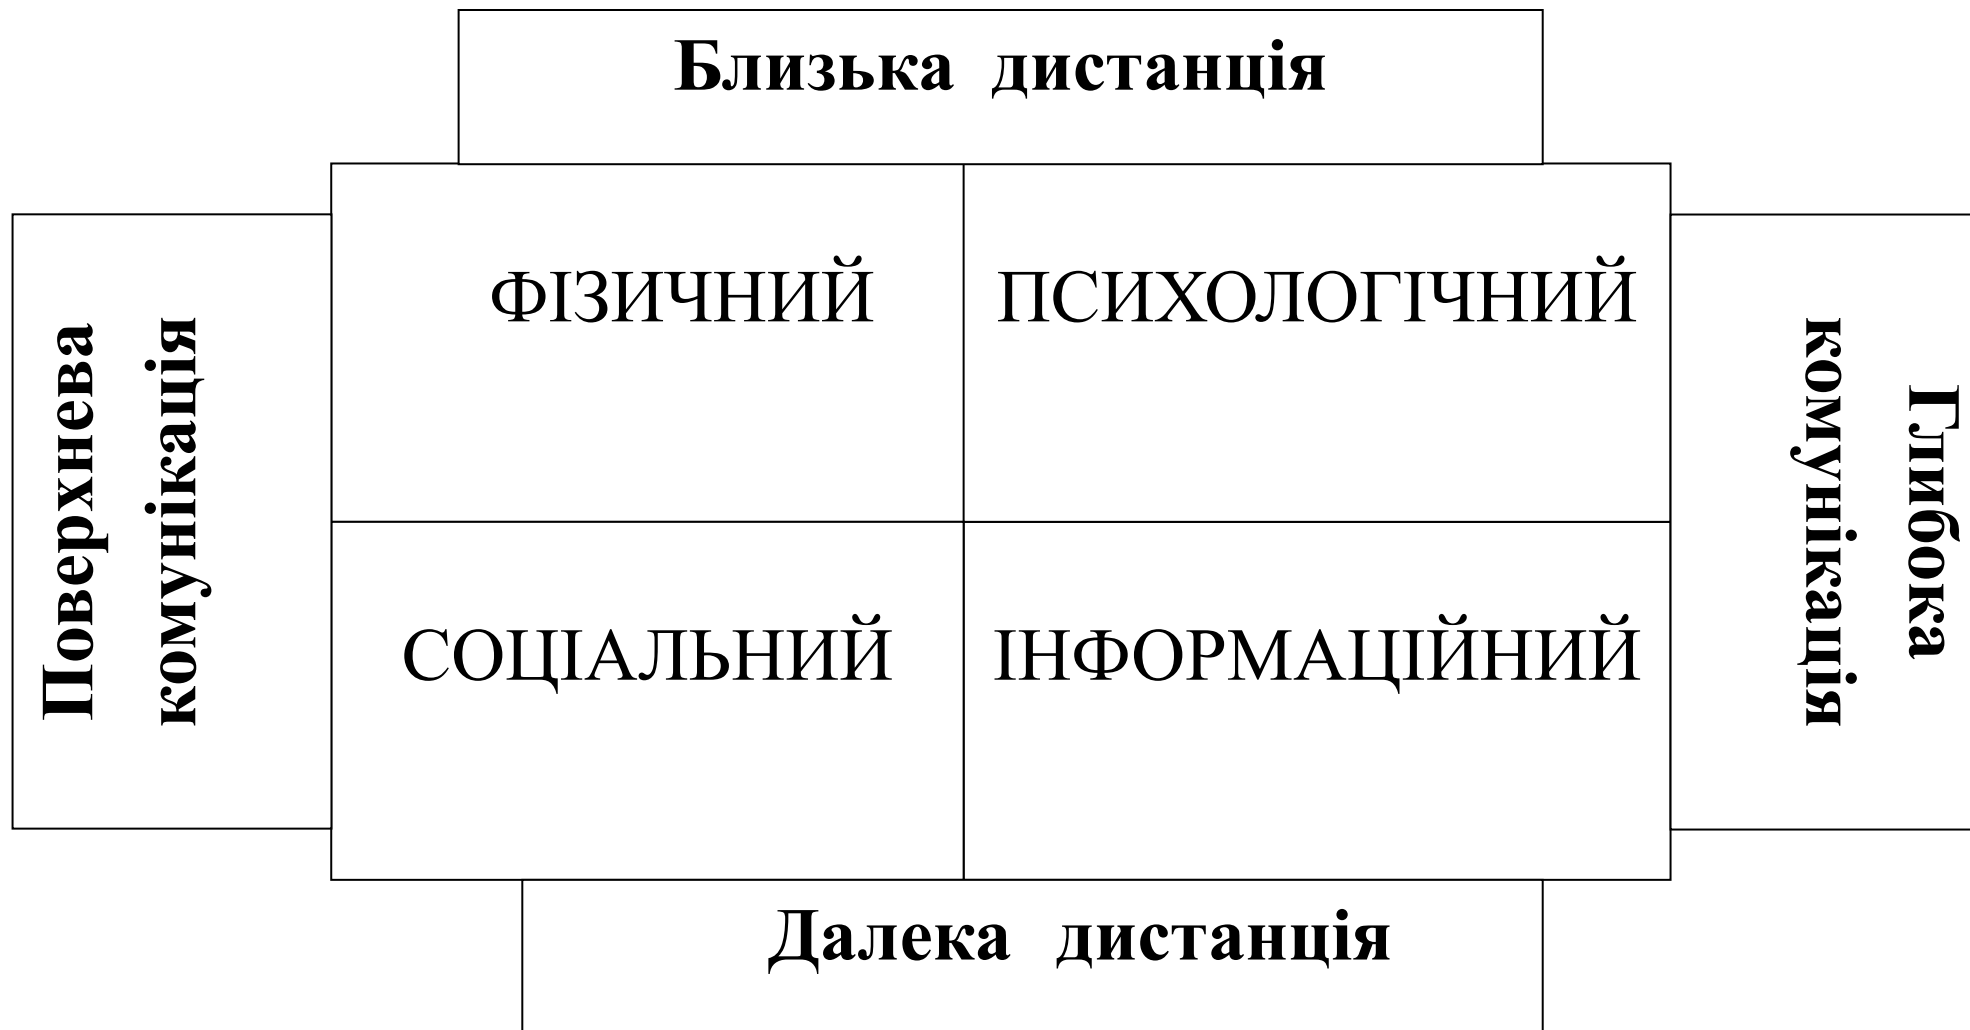 Близька дистанція
Поверхнева
комунікація
ФІЗИЧНИЙ
ПСИХОЛОГІЧНИЙ
СОЦІАЛЬНИЙ
ІНФОРМАЦІЙНИЙ
Глибока
комунікація
Далека дистанція